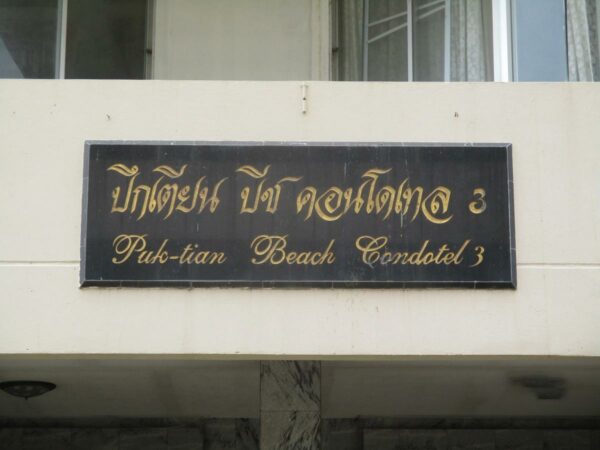 ปึกเตียน บีช คอนโดเทล 3
Puk-tian Beach Condotel 3